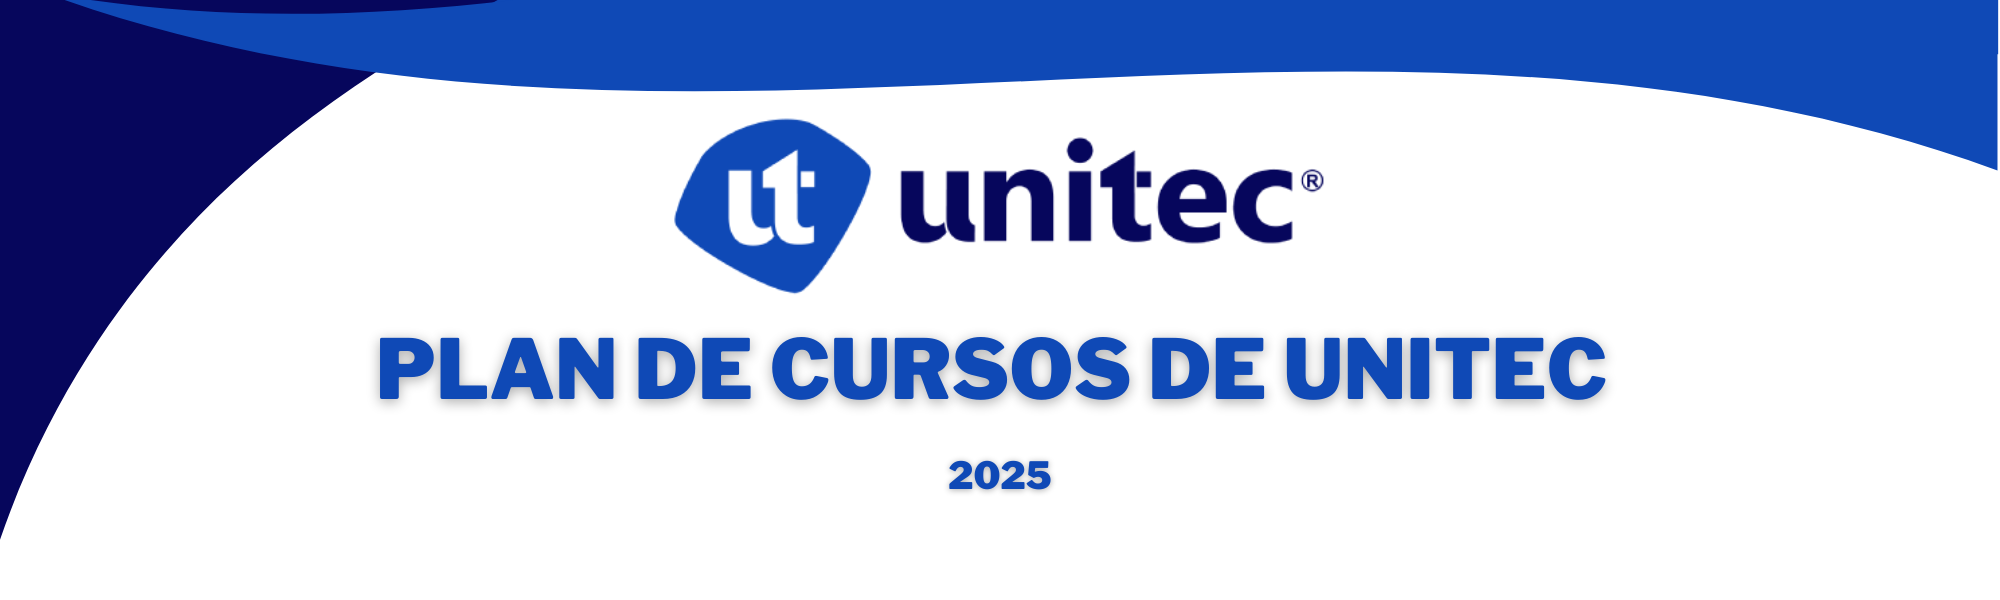 ut unitec®
PLAN DE CURSOS DE UNITEC
2025